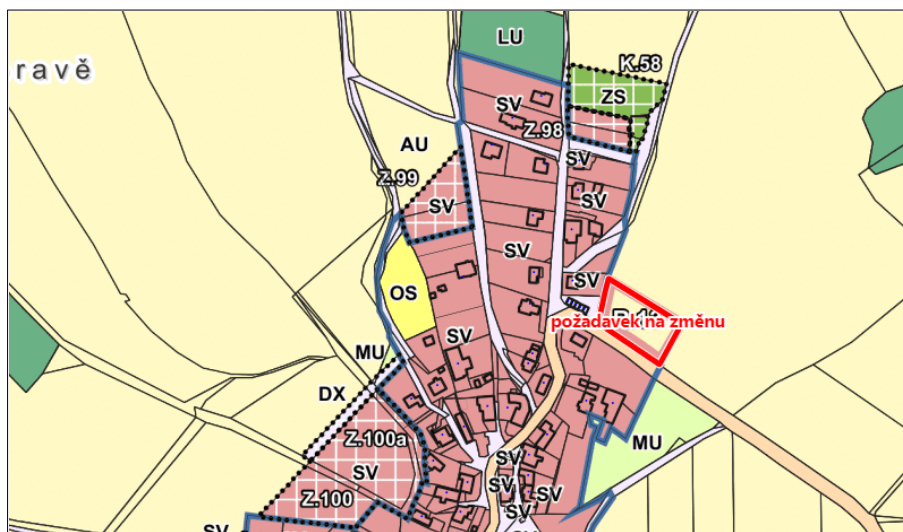 LU
K.58
ravě
ZS
SV
Z.98
AU
SV
Z.99
SV
SV
SV
SV
OS
požadavek na změnu
SV
MU
DX
Z.100a
MU
SV
Z.100
SV
SV
SV
SV